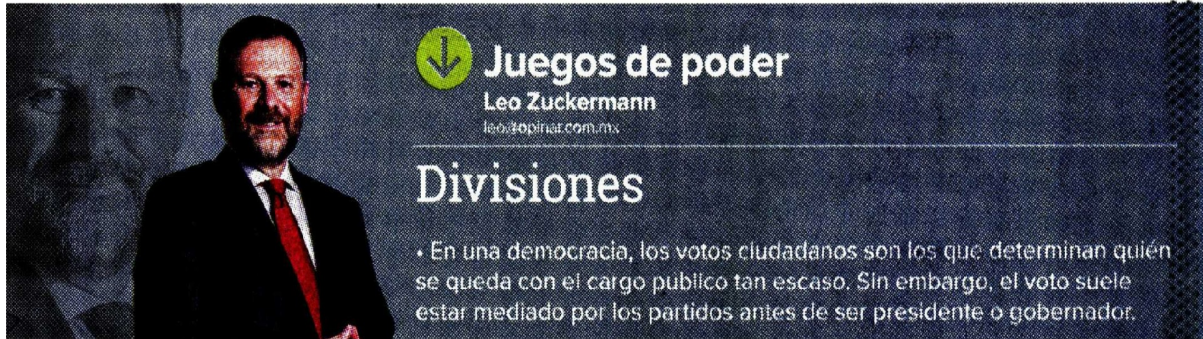 Juegos de poder
Leo Zuckermann
leo@opinar.com.mx
Divisiones
• En una democracia, los votos ciudadanos son los que determinan quién
se queda con el cargo publico tan escaso. Sin embargo, el voto suele
estar mediado por los partidos antes de ser presidente o gobernador.